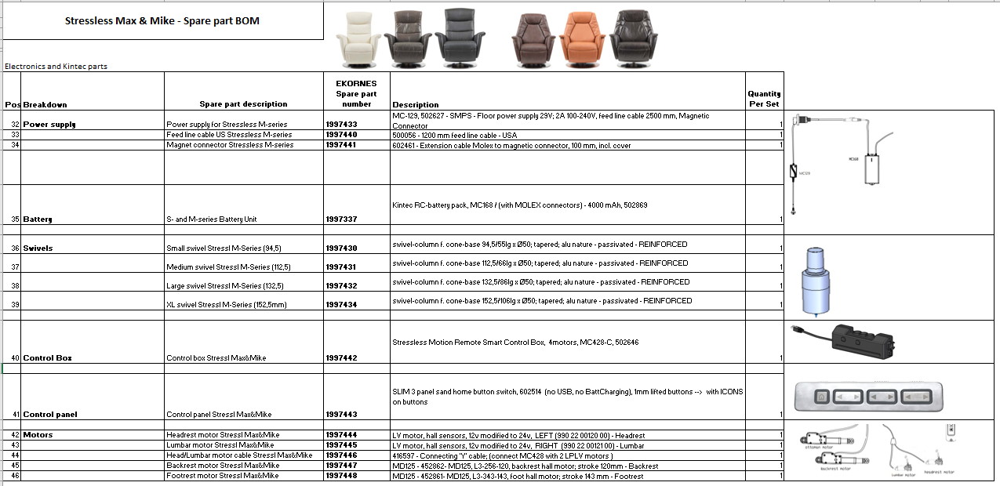 Stressless Max & Mike - Spare part BOM
Electronics and Kintec parts
Pos Breakdown Spare part description EKORNES Spare part number Description Quantity Per Set
32 Power supply Power supply for Stressless M-series 1997433 MC-129, 502627 - SMPS - Floor power supply 29V; 2A 100-240V, feed line cable 2500 mm, Magnetic Connector 1
33 Feed line cable US Stressless M-series 1997440 500056 - 1200 mm feed line cable - USA 1
34 Magnet connector Stressless M-series 1997441 602461 - Extension cable Molex to magnetic connector, 100 mm, incl. cover 1
MC168
MC129
35 Battery S- and M-series Battery Unit 1997337 Kintec RC-battery pack, MC168 / (with MOLEX connectors) - 4000 mAh, 502869 1
36 Swivels Small swivel Stressl M-Series (94,5) 1997430 swivel-column f. cone-base 94,5/55lg x Ø50; tapered; alu nature - passivated - REINFORCED 1
37 Medium swivel Stressl M-Series (112,5) 1997431 swivel-column f. cone-base 112,5/66lg x Ø50; tapered; alu nature - passivated - REINFORCED 1
38 Large swivel Stressl M-Series (132,5) 1997432 swivel-column f. cone-base 132,5/86lg x Ø50; tapered; alu nature - passivated - REINFORCED 1
39 XL swivel Stressl M-Series (152,5mm) 1997434 swivel-column f. cone-base 152,5/106lg x Ø50; tapered; alu nature - passivated - REINFORCED 1
40 Control Box Control box Stressl Max&Mike 1997442 Stressless Motion Remote Smart Control Box, 4motors, MC428-C, 502646 1
41 Control panel Control panel Stressl Max&Mike 1997443 SLIM 3 panel sand home button switch, 602514 (no USB, no BattCharging), 1mm lifted buttons --> with ICONS on buttons 1
42 Motors Headrest motor Stressl Max&Mike 1997444 LV motor, hall sensors, 12v modified to 24v, LEFT (990 22 00120 00) - Headrest 1
43 Lumbar motor Stressl Max&Mike 1997445 LV motor, hall sensors, 12v modified to 24v, RIGHT (990 22 0012100) - Lumbar 1
44 Head/Lumbar motor cable Stressl Max&Mike 1997446 416597 - Connecting "Y" cable; (connect MC428 with 2 LPLV motors ) 1
45 Backrest motor Stressl Max&Mike 1997447 MD125 - 452862- MD125, L3-256-120, backrest hall motor; stroke 120mm - Backrest 1
46 Footrest motor Stressl Max&Mike 1997448 MD125 - 452861- MD125, L3-343-143, foot hall motor; stroke 143 mm - Footrest 1
ottoman motor
backrest motor
lumbar motor
headrest motor